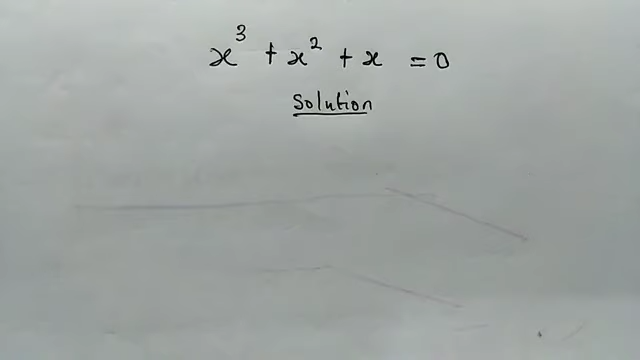 x³ + x² + x = 0
Solution